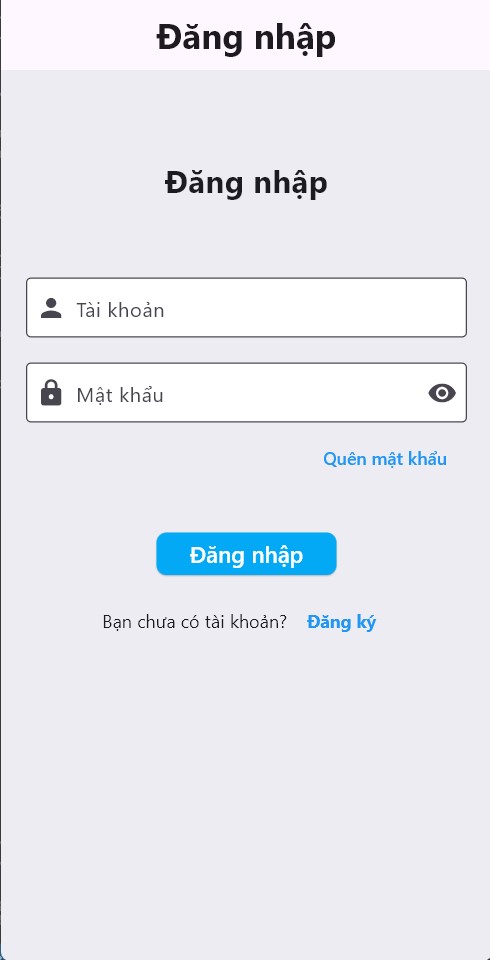 Đăng nhập
Đăng nhập
Tài khoản
Mật khẩu
Quên mật khẩu
Đăng nhập
Bạn chưa có tài khoản? Đăng ký